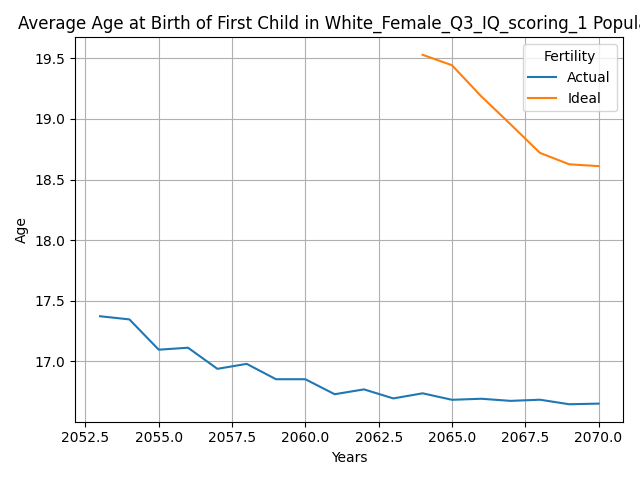 Average Age at Birth of First Child in White_Female_Q3_IQ_scoring_1 Popula
Fertility
Actual
Ideal
19.5
19.0
18.5
18.0
17.5
17.0
Age
2052.5 2055.0 2057.5 2060.0 2062.5 2065.0 2067.5 2070.0
Years